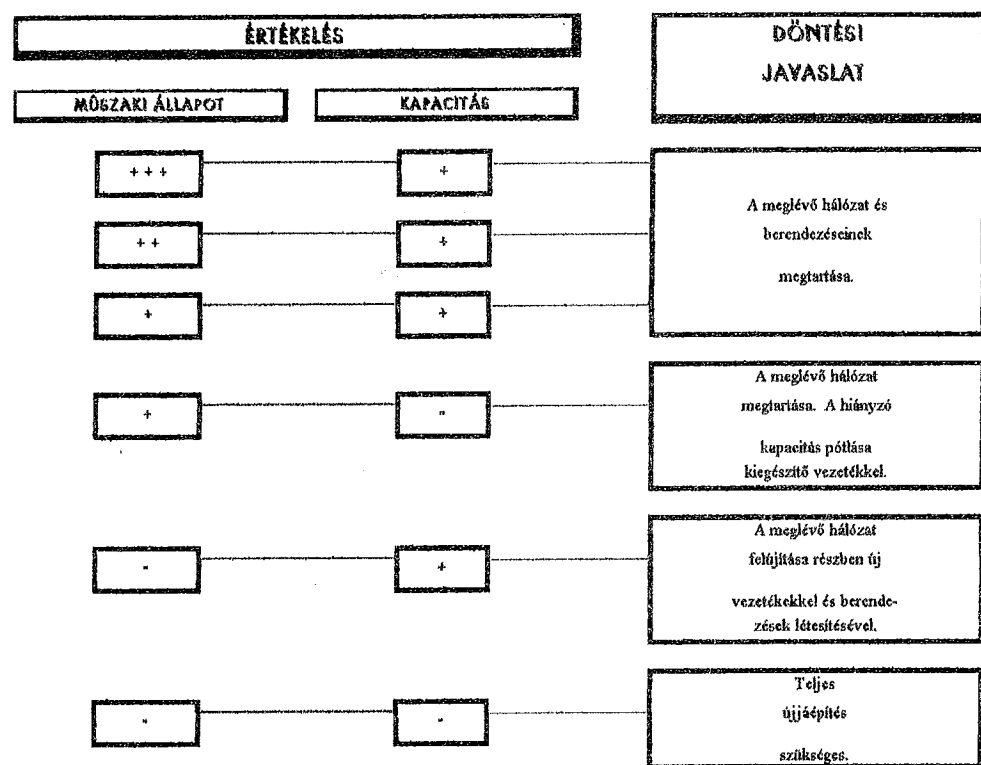 ÉRTÉKELÉS
DÖNTÉSI
JAVASLAT
MŰSZAKI ÁLLAPOT
KAPACITÁS
+ + +
+
A meglévő hálózat és
berendezéseinek
megtartása.
+ +
+
+
+
+
-
A meglévő hálózat
megtartása. A hiányzó
kapacitás pótlása
kiegészítő vezetékkel.
-
+
A meglévő hálózat
felújítása részben új
vezetékekkel és berende-
zések létesítésével.
-
-
Teljes
újjáépítés
szükséges.